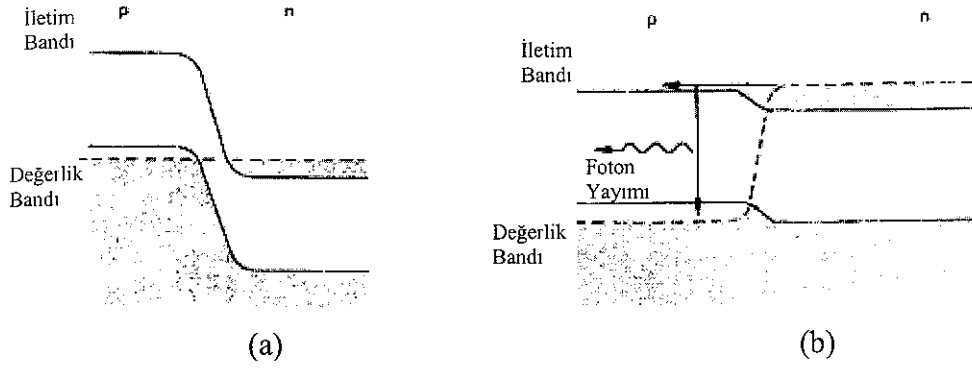 p n
İletim
Bandı
Değerlik
Bandı
(a)
p n
İletim
Bandı
Foton
Yayımı
Değerlik
Bandı
(b)